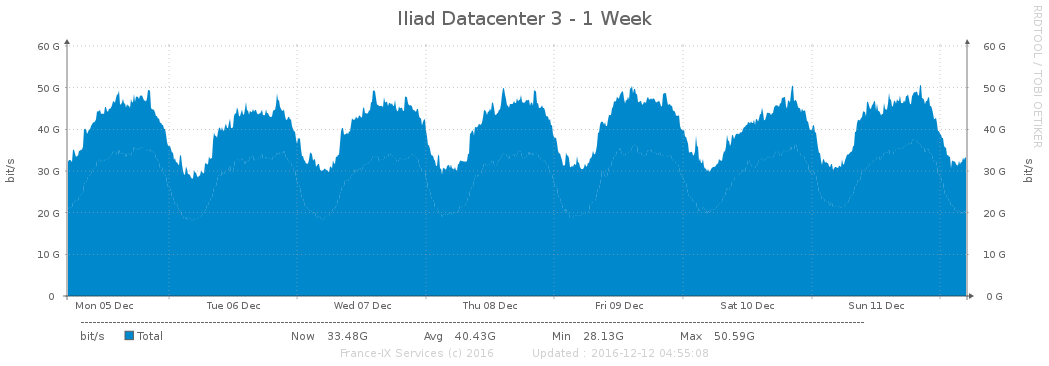 Iliad Datacenter 3 - 1 Week
RRDTOOL / TOBI OETIKER
60 G 60 G
50 G 50 G
40 G 40 G
30 G 30 G
20 G 20 G
10 G 10 G
0 0 G
bit/s bit/s
Mon 05 Dec Tue 06 Dec Wed 07 Dec Thu 08 Dec Fri 09 Dec Sat 10 Dec Sun 11 Dec
bit/s Total Now 33.48G Avg 40.43G Min 28.13G Max 50.59G
France-IX Services (c) 2016 Updated : 2016-12-12 04:55:08